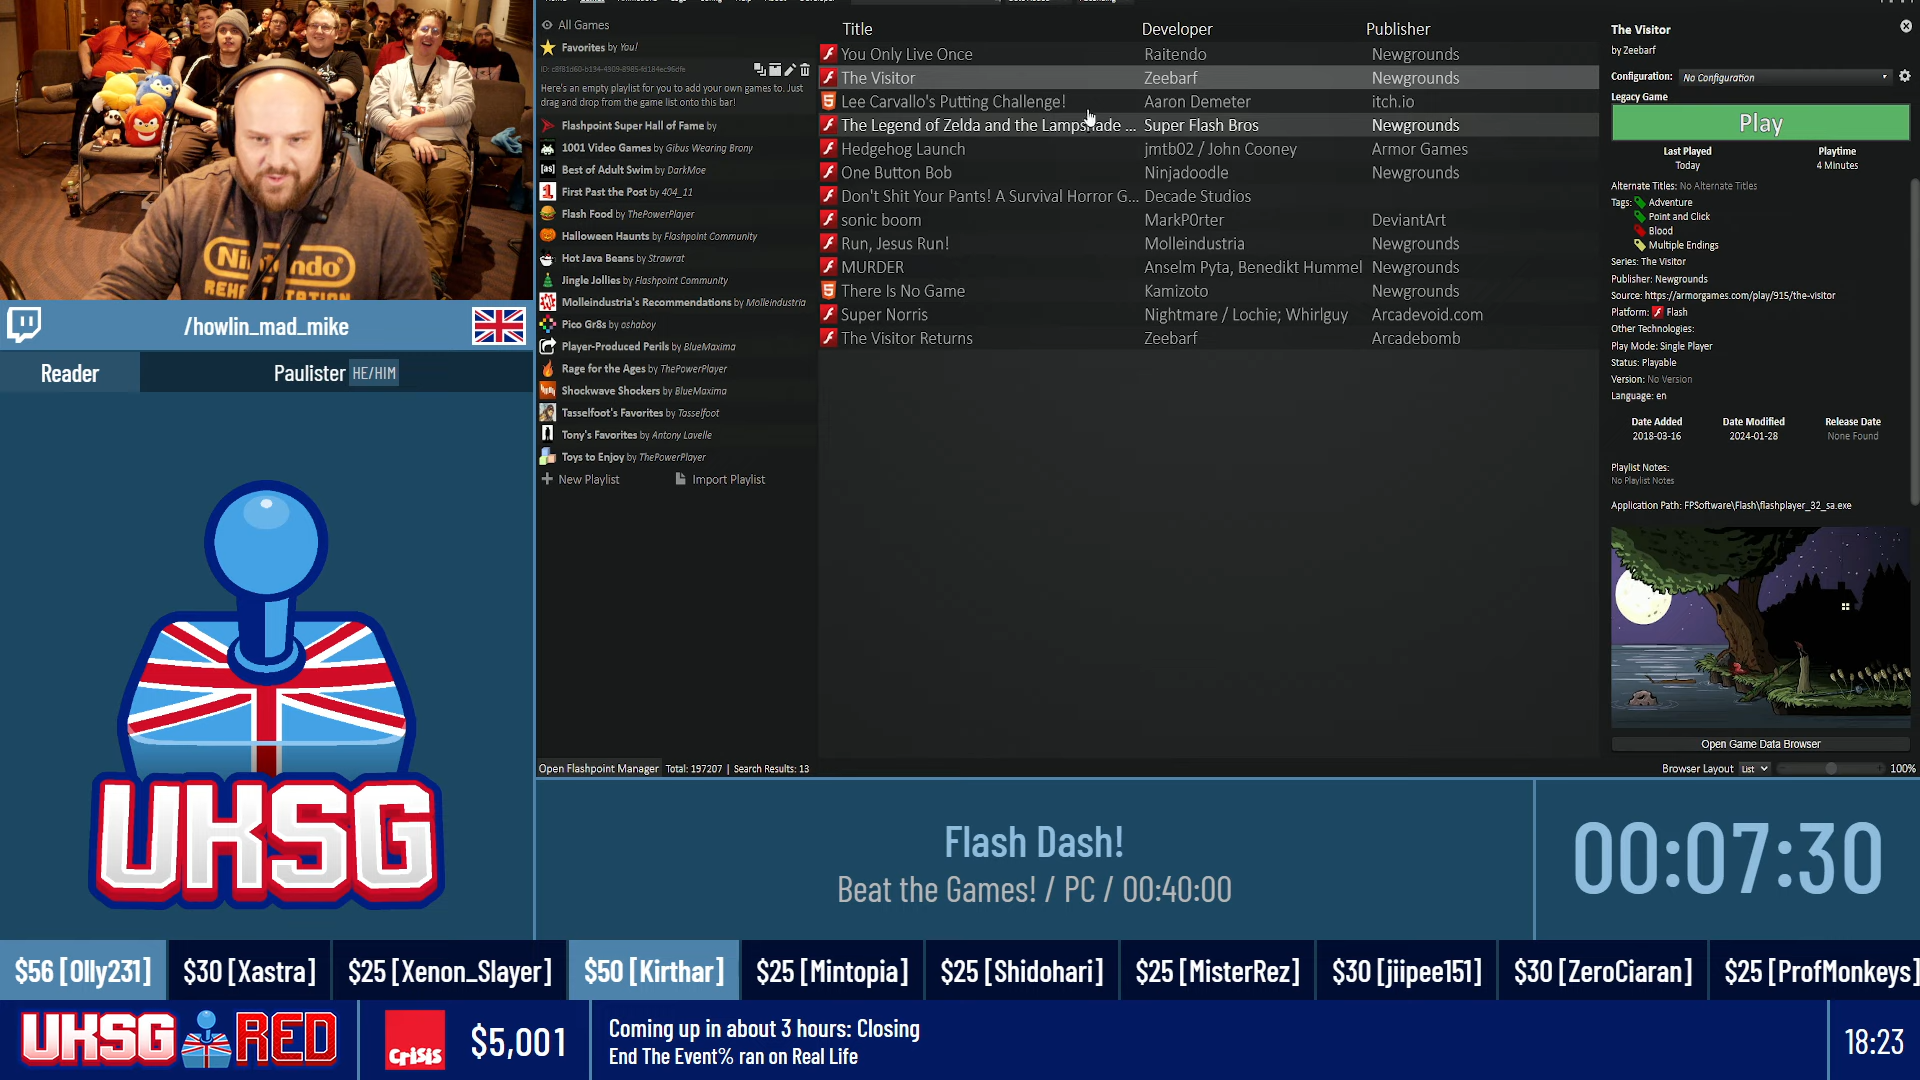 /howlin_mad_mike
Reader
Paulister HE/HIM
UKSG
Nintendo
All Games
Favorites by You!
Here's an empty playlist for you to add your own games to. Just
drag and drop from the game list onto this bar!
Flashpoint Super Hall of Fame by
1001 Video Games by Gibus Wearing Brony
Best of Adult Swim by DarkMoe
First Past the Post by 404_11
Flash Food by ThePowerPlayer
Halloween Haunts by Flashpoint Community
Hot Java Beans by Strawrat
Jingle Jollies by Flashpoint Community
Molleindustria's Recommendations by Molleindustria
Pico Gr8s by oshaboy
Player-Produced Perils by BlueMaxima
Rage for the Ages by ThePowerPlayer
Shockwave Shockers by BlueMaxima
Tasselfoot's Favorites by Tasselfoot
Tony's Favorites by Antony Lavelle
Toys to Enjoy by ThePowerPlayer
New Playlist Import Playlist
Title Developer Publisher
You Only Live Once Raitendo Newgrounds
The Visitor Zeebarf Newgrounds
Lee Carvallo's Putting Challenge! Aaron Demeter itch.io
The Legend of Zelda and the Lampshade ... Super Flash Bros Newgrounds
Hedgehog Launch jmtb02 / John Cooney Armor Games
One Button Bob Ninjadoodle Newgrounds
Don't Shit Your Pants! A Survival Horror G... Decade Studios
sonic boom MarkP0rter DeviantArt
Run, Jesus Run! Molleindustria Newgrounds
MURDER Anselm Pyta, Benedikt Hummel Newgrounds
There Is No Game Kamizoto Newgrounds
Super Norris Nightmare / Lochie; Whirlguy Arcadevoid.com
The Visitor Returns Zeebarf Arcadebomb
The Visitor
by Zeebarf
Configuration: No Configuration
Legacy Game
Play
Last Played Playtime
Today 4 Minutes
Alternate Titles: No Alternate Titles
Tags: Adventure
Point and Click
Blood
Multiple Endings
Series: The Visitor
Publisher: Newgrounds
Source: https://armorgames.com/play/915/the-visitor
Platform: Flash
Other Technologies:
Play Mode: Single Player
Status: Playable
Version: No Version
Language: en
Date Added Date Modified Release Date
2018-03-16 2024-01-28 None Found
Playlist Notes:
No Playlist Notes
Application Path: FPSoftware\Flash\flashplayer_32_sa.exe
Open Game Data Browser
Open Flashpoint Manager Total: 197207 | Search Results: 13
Browser Layout List 100%
Flash Dash!
Beat the Games! / PC / 00:40:00
00:07:30
$56 [Olly231] $30 [Xastra] $25 [Xenon_Slayer] $50 [Kirthar] $25 [Mintopia] $25 [Shidohari] $25 [MisterRez] $30 [jiipee151] $30 [ZeroCiaran] $25 [ProfMonkeys]
UKSG RED
Crisis
$5,001
Coming up in about 3 hours: Closing
End The Event% ran on Real Life
18:23